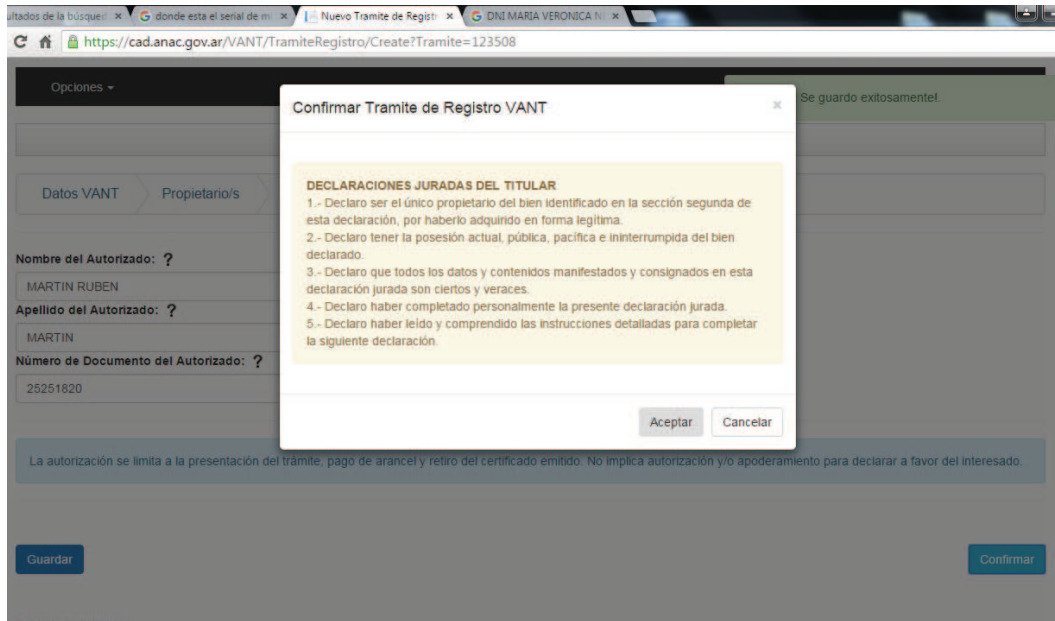 ultados de la búsqued
donde esta el serial de mi
Nuevo Tramite de Registr
DNI MARIA VERONICA NI
https://cad.anac.gov.ar/VANT/TramiteRegistro/Create?Tramite=123508
Opciones
Confirmar Tramite de Registro VANT
Se guardo exitosamente!.
Datos VANT
Propietario/s
DECLARACIONES JURADAS DEL TITULAR
1.- Declaro ser el único propietario del bien identificado en la sección segunda de
esta declaración, por haberlo adquirido en forma legítima.
2.- Declaro tener la posesión actual, pública, pacífica e ininterrumpida del bien
declarado.
3.- Declaro que todos los datos y contenidos manifestados y consignados en esta
declaración jurada son ciertos y veraces.
4.- Declaro haber completado personalmente la presente declaración jurada.
5.- Declaro haber leído y comprendido las instrucciones detalladas para completar
la siguiente declaración.
Nombre del Autorizado: ?
MARTIN RUBEN
Apellido del Autorizado: ?
MARTIN
Número de Documento del Autorizado: ?
25251820
Aceptar
Cancelar
La autorización se limita a la presentación del trámite, pago de arancel y retiro del certificado emitido. No implica autorización y/o apoderamiento para declarar a favor del interesado.
Guardar
Confirmar